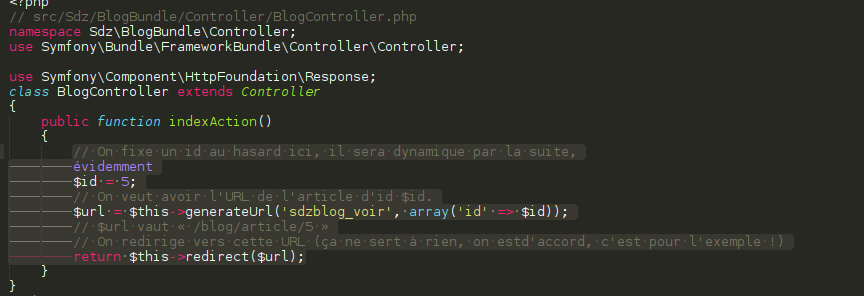 <?php
// src/Sdz/BlogBundle/Controller/BlogController.php
namespace Sdz\BlogBundle\Controller;
use Symfony\Bundle\FrameworkBundle\Controller\Controller;
use Symfony\Component\HttpFoundation\Response;
class BlogController extends Controller
{
public function indexAction()
{
// On fixe un id au hasard ici, il sera dynamique par la suite,
évidemment
$id = 5;
// On veut avoir l'URL de l'article d'id $id.
$url = $this->generateUrl('sdzblog_voir', array('id' => $id));
// $url vaut « /blog/article/5 »
// On redirige vers cette URL (ça ne sert à rien, on estd'accord, c'est pour l'exemple !)
return $this->redirect($url);
}
}